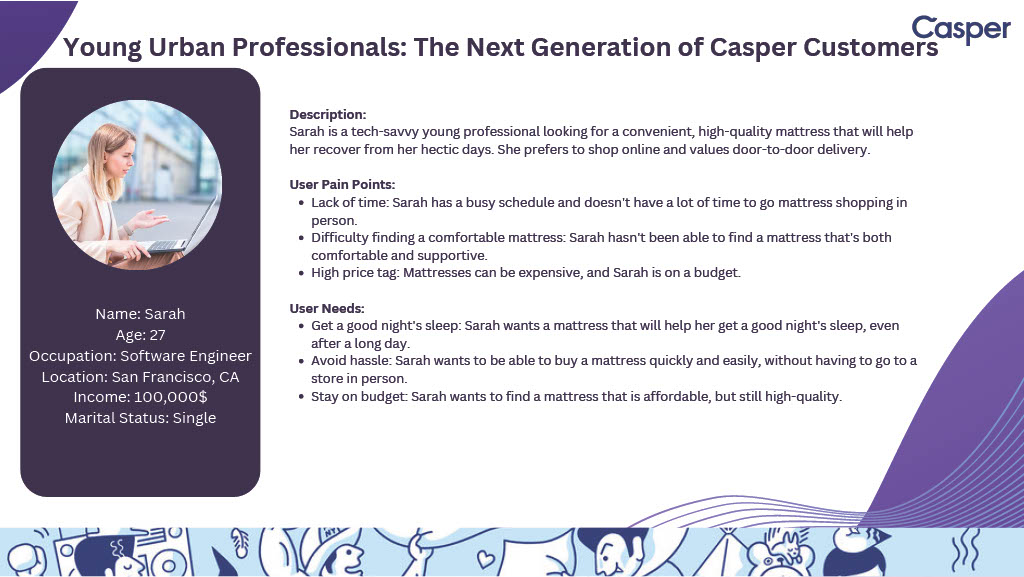 Casper
Young Urban Professionals: The Next Generation of Casper Customers
Name: Sarah
Age: 27
Occupation: Software Engineer
Location: San Francisco, CA
Income: 100,000$
Marital Status: Single
Description:
Sarah is a tech-savvy young professional looking for a convenient, high-quality mattress that will help
her recover from her hectic days. She prefers to shop online and values door-to-door delivery.
User Pain Points:
• Lack of time: Sarah has a busy schedule and doesn't have a lot of time to go mattress shopping in
person.
• Difficulty finding a comfortable mattress: Sarah hasn't been able to find a mattress that's both
comfortable and supportive.
• High price tag: Mattresses can be expensive, and Sarah is on a budget.
User Needs:
• Get a good night's sleep: Sarah wants a mattress that will help her get a good night's sleep, even
after a long day.
• Avoid hassle: Sarah wants to be able to buy a mattress quickly and easily, without having to go to a
store in person.
• Stay on budget: Sarah wants to find a mattress that is affordable, but still high-quality.